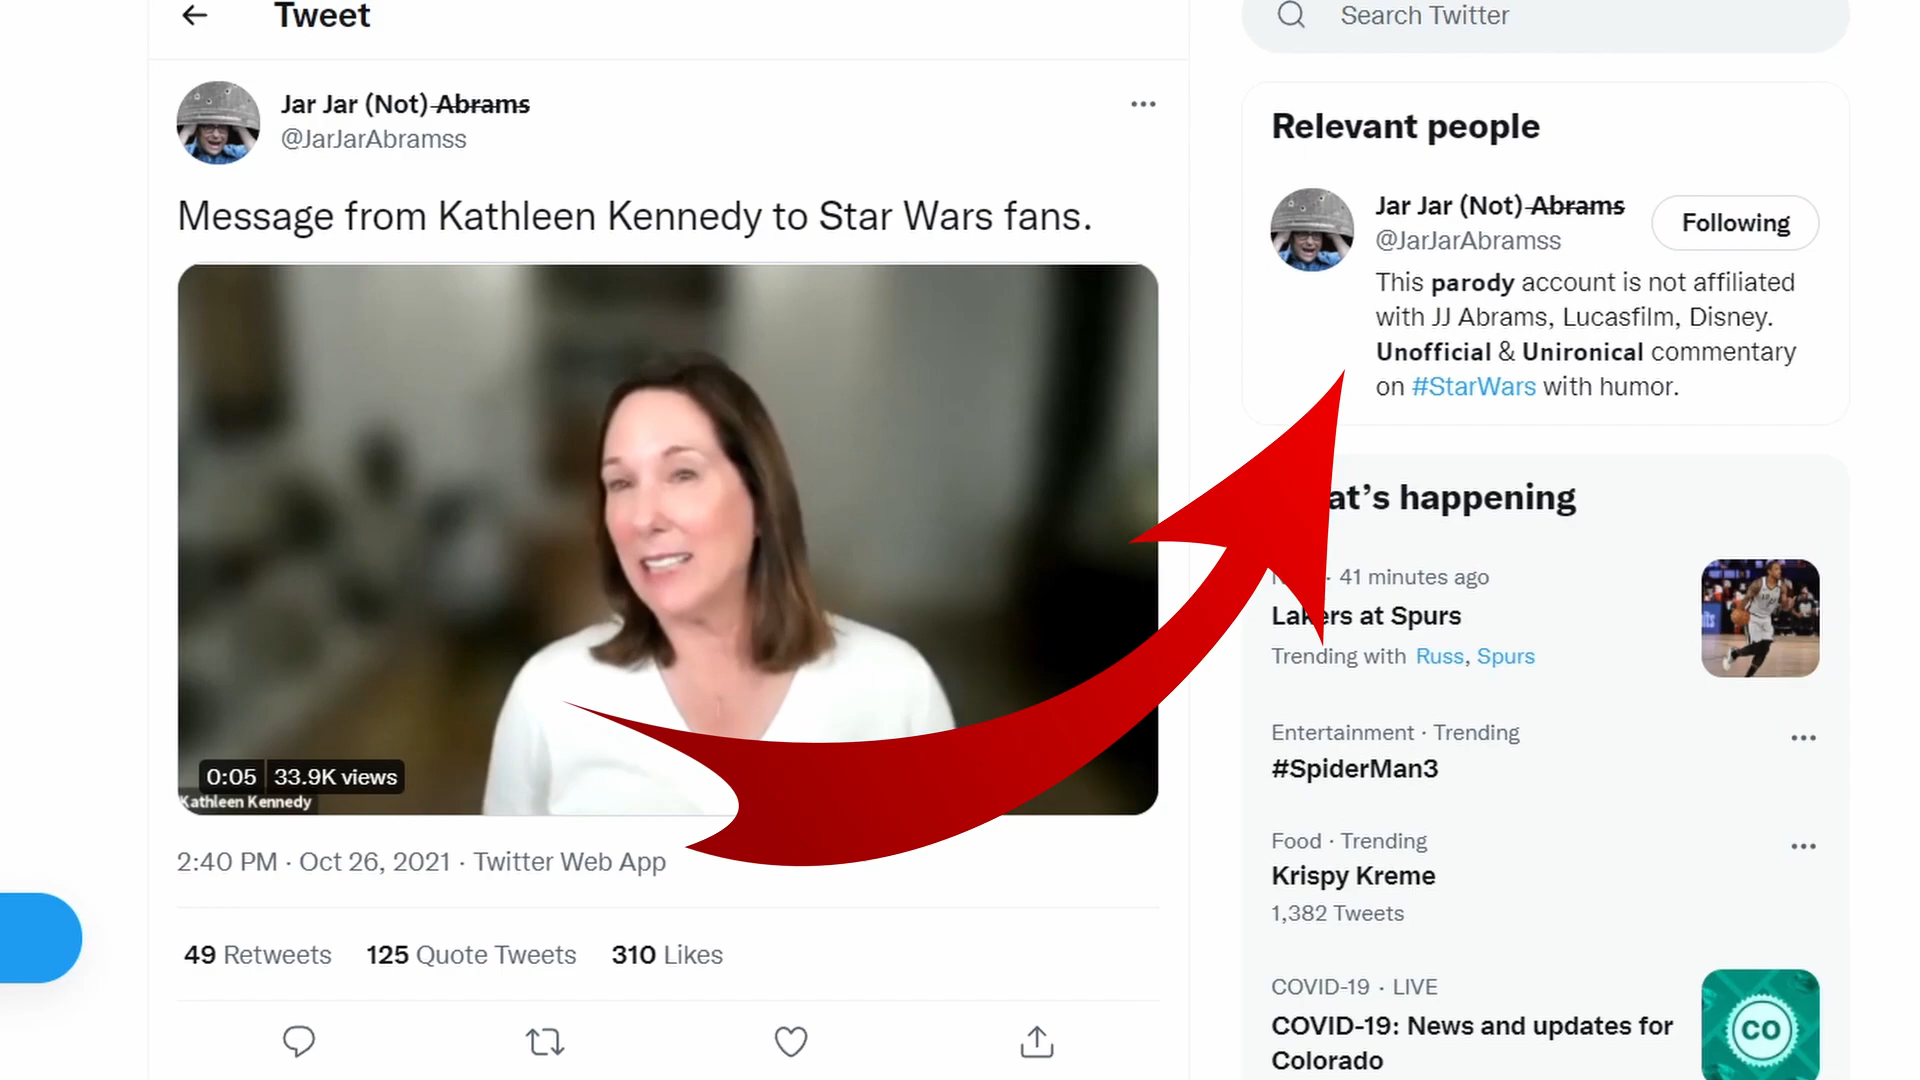 Tweet
Jar Jar (Not) Abrams
@JarJarAbramss
Message from Kathleen Kennedy to Star Wars fans.
0:05 33.9K views
Kathleen Kennedy
2:40 PM · Oct 26, 2021 · Twitter Web App
49 Retweets 125 Quote Tweets 310 Likes
Search Twitter
Relevant people
Jar Jar (Not) Abrams
@JarJarAbramss
Following
This parody account is not affiliated
with JJ Abrams, Lucasfilm, Disney.
Unofficial & Unironical commentary
on #StarWars with humor.
at's happening
· 41 minutes ago
Lakers at Spurs
Trending with Russ, Spurs
Entertainment · Trending
#SpiderMan3
Food · Trending
Krispy Kreme
1,382 Tweets
COVID-19 · LIVE
COVID-19: News and updates for
Colorado
CO